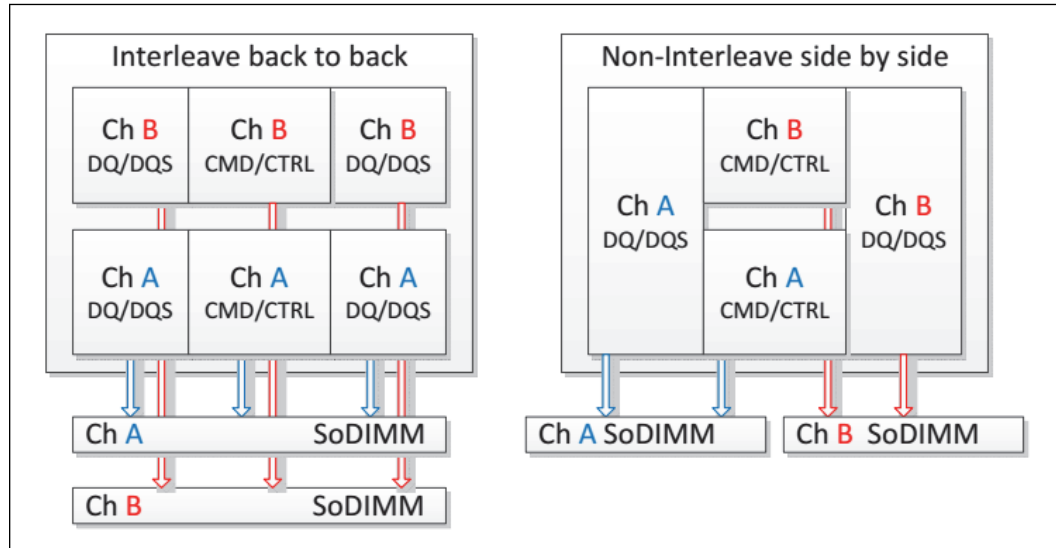 Interleave back to back
Ch B
DQ/DQS
Ch B
CMD/CTRL
Ch B
DQ/DQS
Ch A
DQ/DQS
Ch A
CMD/CTRL
Ch A
DQ/DQS
Ch A SoDIMM
Ch B SoDIMM
Non-Interleave side by side
Ch A
DQ/DQS
Ch B
CMD/CTRL
Ch A
CMD/CTRL
Ch B
DQ/DQS
Ch A SoDIMM
Ch B SoDIMM